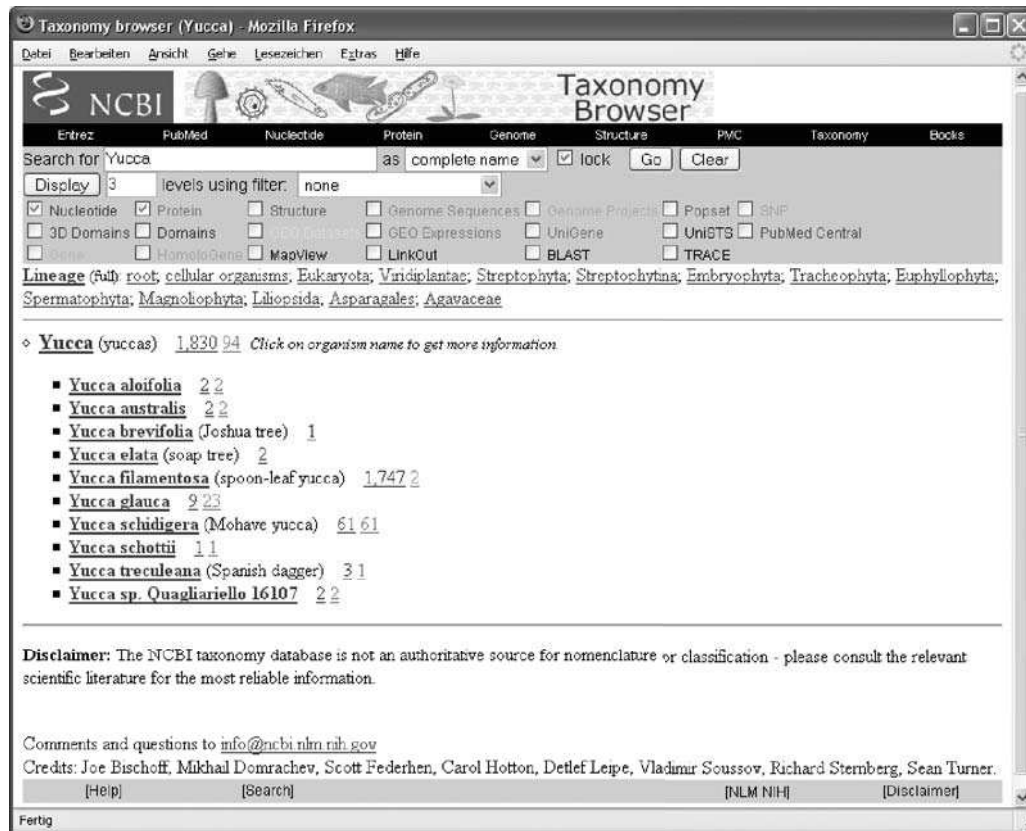 Taxonomy browser (Yucca) - Mozilla Firefox
Datei Bearbeiten Ansicht Gehe Lesezeichen Extras Hilfe
NCBI Taxonomy
Browser
Entrez PubMed Nucleotide Protein Genome Structure PMC Taxonomy Books
Search for Yucca as complete name lock Go Clear
Display 3 levels using filter: none
Nucleotide Protein Structure Genome Sequences Genome Projects Popset SNP
3D Domains Domains GEO Datasets GEO Expressions UniGene UniSTS PubMed Central
Gene HomoloGene MapView LinkOut BLAST TRACE
Lineage (full): root; cellular organisms; Eukaryota; Viridiplantae; Streptophyta; Streptophytina; Embryophyta; Tracheophyta; Euphyllophyta;
Spermatophyta; Magnoliophyta; Liliopsida; Asparagales; Agavaceae
Yucca (yuccas) 1,830 94 Click on organism name to get more information.
Yucca aloifolia 2 2
Yucca australis 2 2
Yucca brevifolia (Joshua tree) 1
Yucca elata (soap tree) 2
Yucca filamentosa (spoon-leaf yucca) 1,747 2
Yucca glauca 9 23
Yucca schidigera (Mohave yucca) 61 61
Yucca schottii 1 1
Yucca treculeana (Spanish dagger) 3 1
Yucca sp. Quagliariello 16107 2 2
Disclaimer: The NCBI taxonomy database is not an authoritative source for nomenclature or classification - please consult the relevant
scientific literature for the most reliable information.
Comments and questions to info@ncbi.nlm.nih.gov
Credits: Joe Bischoff, Mikhail Domrachev, Scott Federhen, Carol Hotton, Detlef Leipe, Vladimir Soussov, Richard Sternberg, Sean Turner.
[Help] [Search] [NLM NIH] [Disclaimer]
Fertig